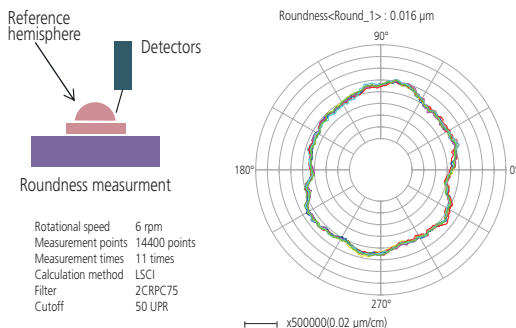 Reference
hemisphere
Detectors
Roundness measurment
Rotational speed 6 rpm
Measurement points 14400 points
Measurement times 11 times
Calculation method LSCI
Filter 2CRPC75
Cutoff 50 UPR
Roundness<Round_1> : 0.016 μm
90°
180°
0°
270°
x500000(0.02 μm/cm)